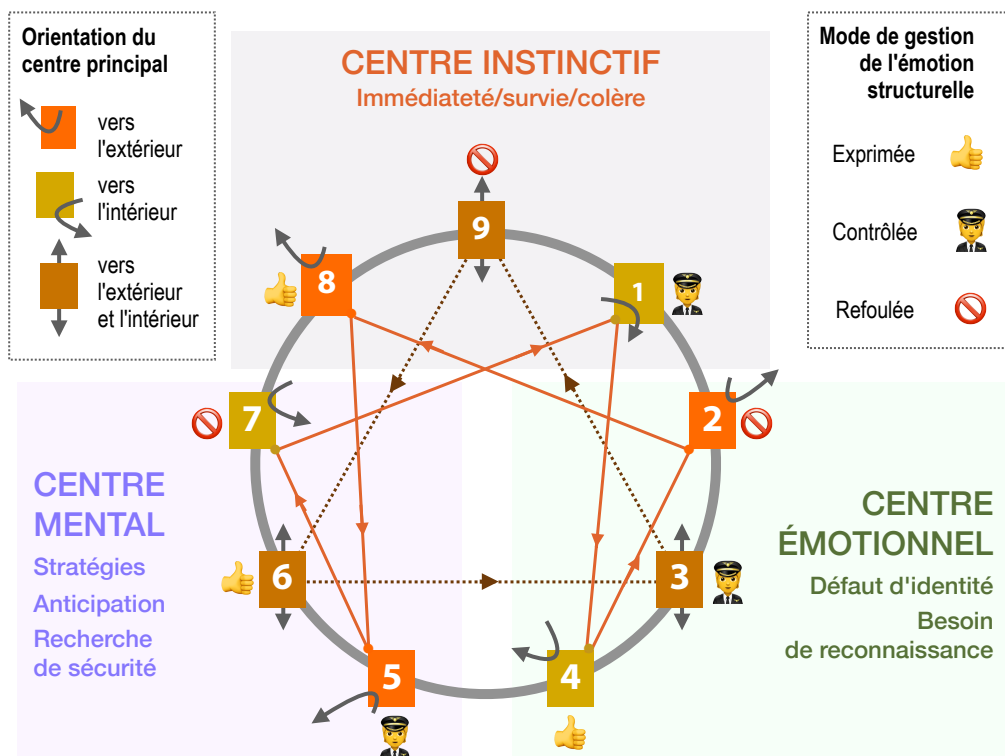 Orientation du
centre principal
vers
l'extérieur
vers
l'intérieur
vers
l'extérieur
et l'intérieur
CENTRE INSTINCTIF
Immédiateté/survie/colère
Mode de gestion
de l'émotion
structurelle
Exprimée
Contrôlée
Refoulée
9
8
1
7
2
6
3
5
4
CENTRE
MENTAL
Stratégies
Anticipation
Recherche
de sécurité
CENTRE
ÉMOTIONNEL
Défaut d'identité
Besoin
de reconnaissance